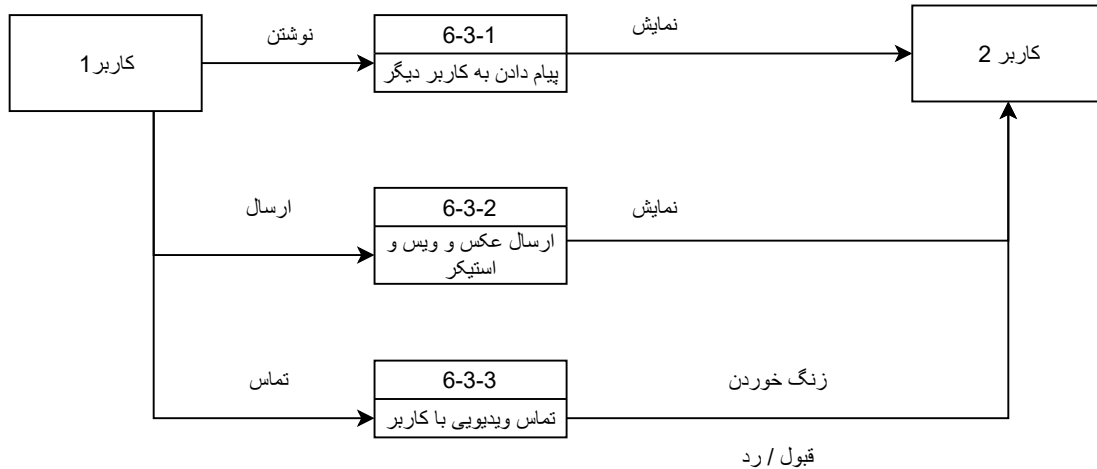 کاربر1
نوشتن
6-3-1
پیام دادن به کاربر دیگر
نمایش
کاربر 2
ارسال
6-3-2
ارسال عکس و ویس و
استیکر
نمایش
تماس
6-3-3
تماس ویدیویی با کاربر
زنگ خوردن
قبول / رد